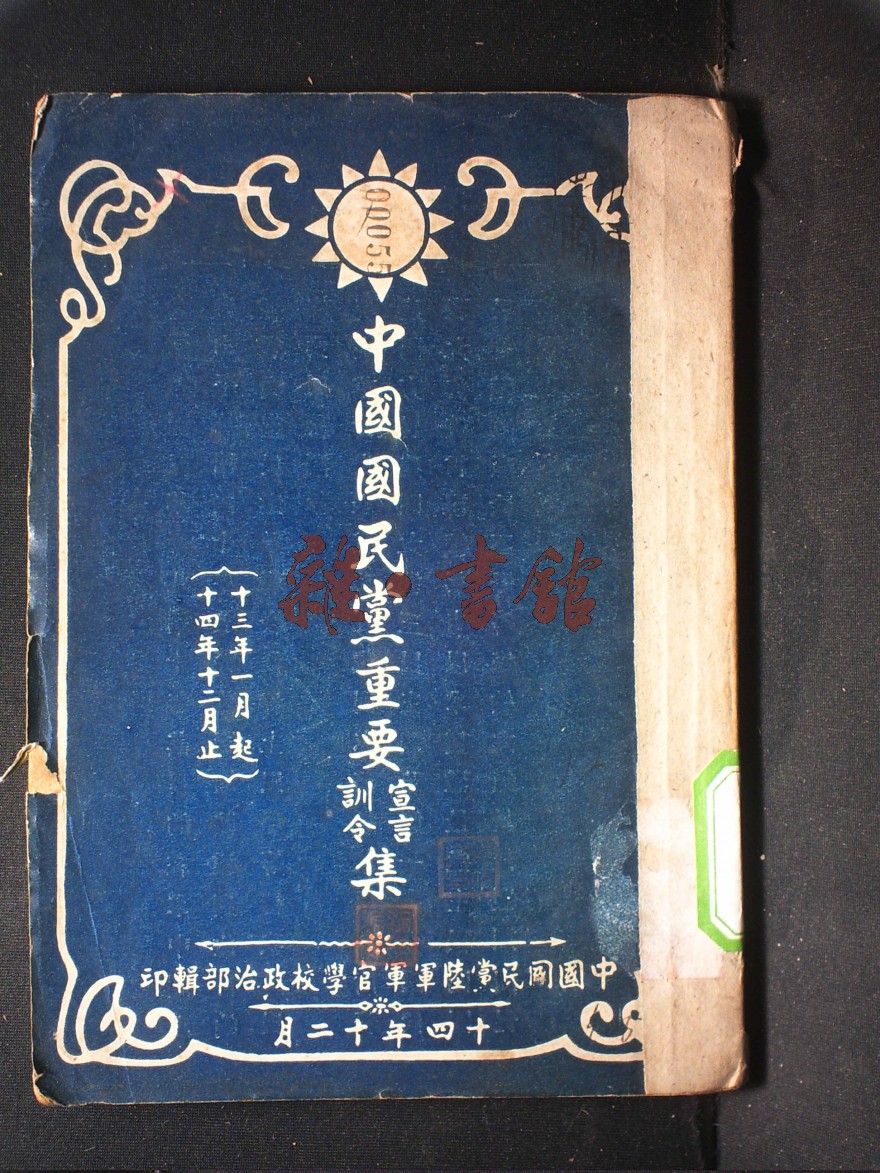 00055
中國國民黨重要
宣言
訓令
集
十三年一月起
十四年十二月止
雜·書館
中國國民黨陸軍軍官學校政治部輯印
十四年十二月